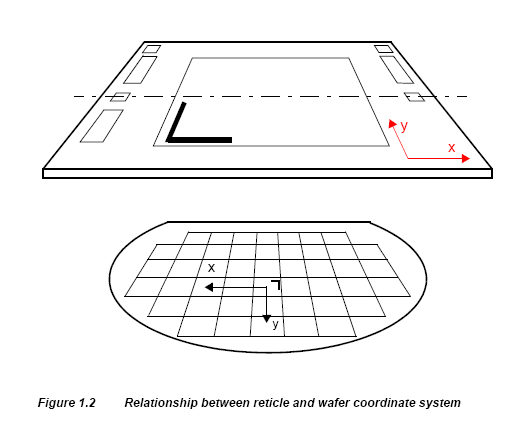 y
x
x
y
Figure 1.2 Relationship between reticle and wafer coordinate system